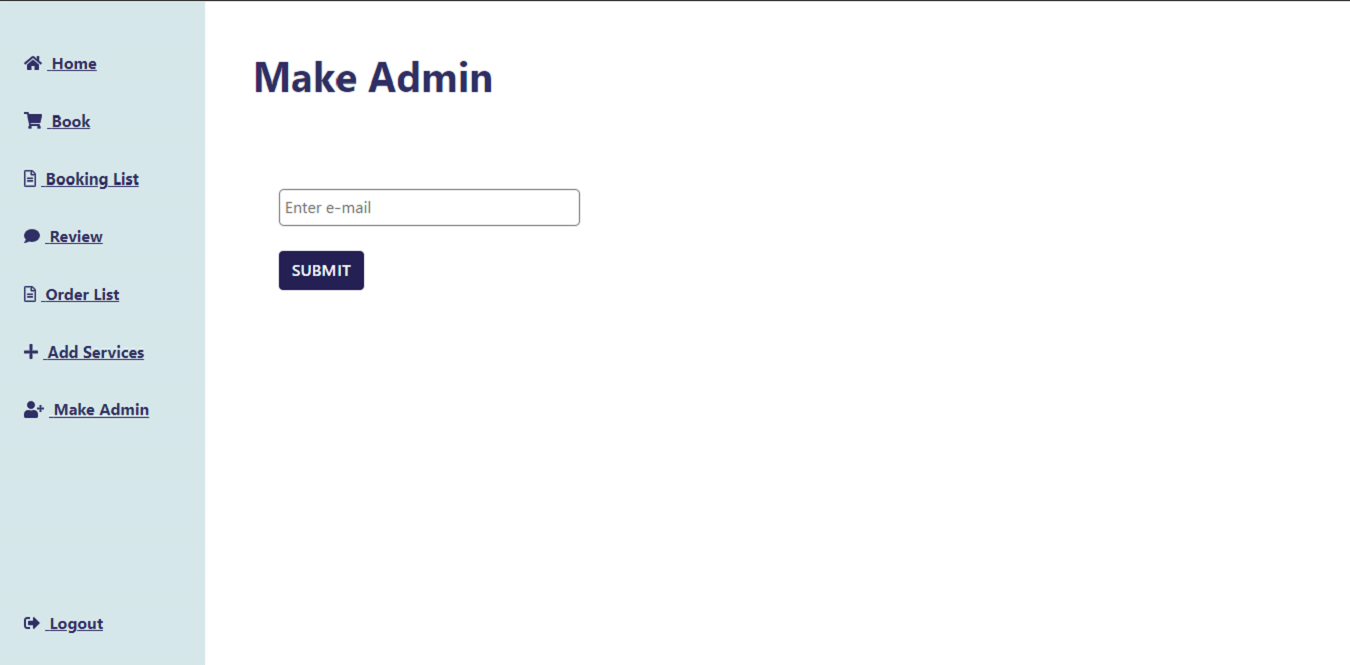 Home
Book
Booking List
Review
Order List
Add Services
Make Admin
Logout
Make Admin
Enter e-mail
SUBMIT